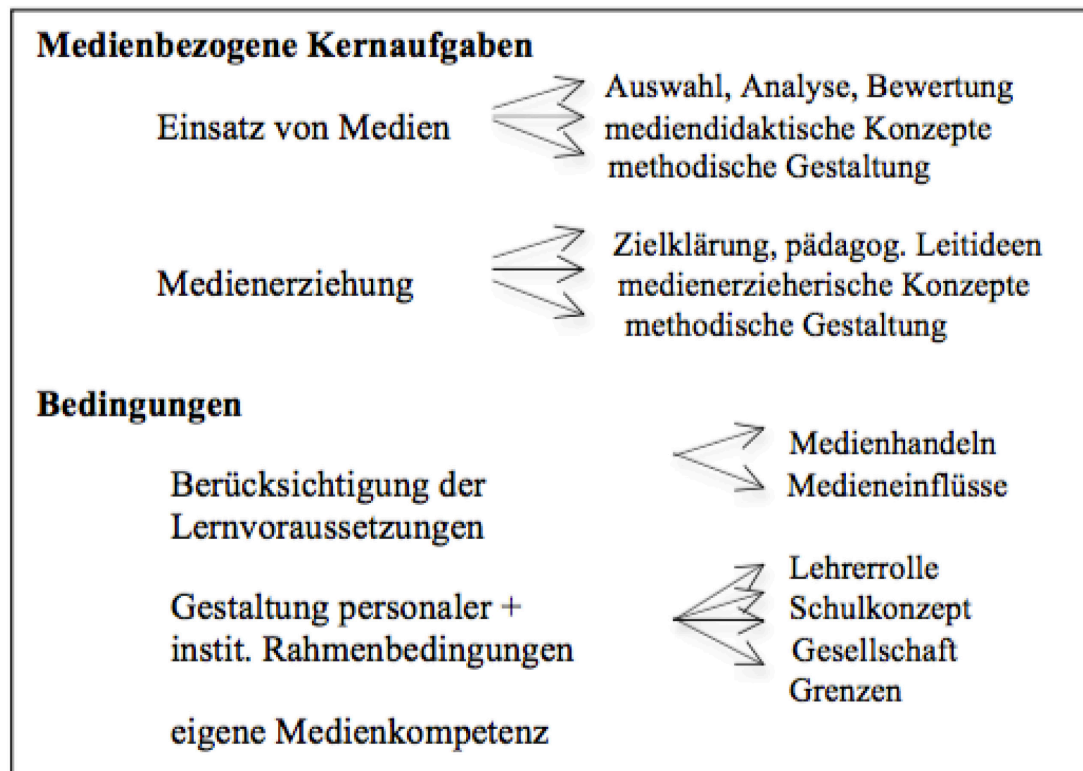 Medienbezogene Kernaufgaben
Einsatz von Medien
Auswahl, Analyse, Bewertung
mediendidaktische Konzepte
methodische Gestaltung
Medienerziehung
Zielklärung, pädagog. Leitideen
medienerzieherische Konzepte
methodische Gestaltung
Bedingungen
Berücksichtigung der
Lernvoraussetzungen
Medienhandeln
Medieneinflüsse
Gestaltung personaler +
instit. Rahmenbedingungen
Lehrerrolle
Schulkonzept
Gesellschaft
Grenzen
eigene Medienkompetenz